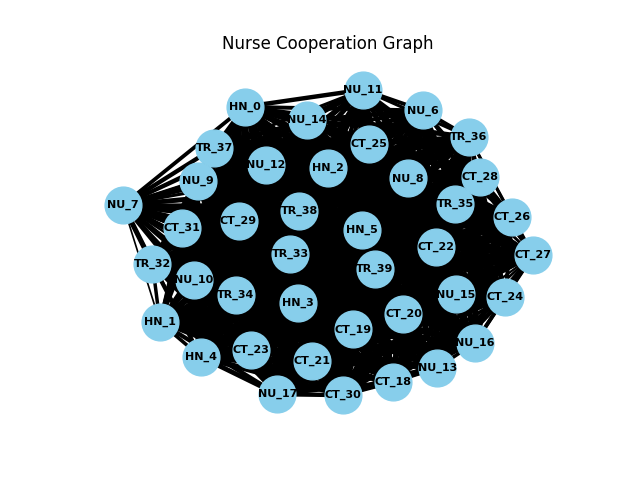 Nurse Cooperation Graph
NU_11
HN_0
NU_6
NU_14
TR_36
CT_25
TR_37
NU_12
HN_2
CT_28
NU_8
NU_9
TR_35
NU_7
TR_38
CT_26
CT_29
CT_31
HN_5
CT_22
TR_33
CT_27
TR_32
TR_39
NU_10
TR_34
NU_15
CT_24
HN_3
CT_20
HN_1
CT_19
NU_16
CT_23
HN_4
CT_21
NU_13
CT_18
NU_17
CT_30